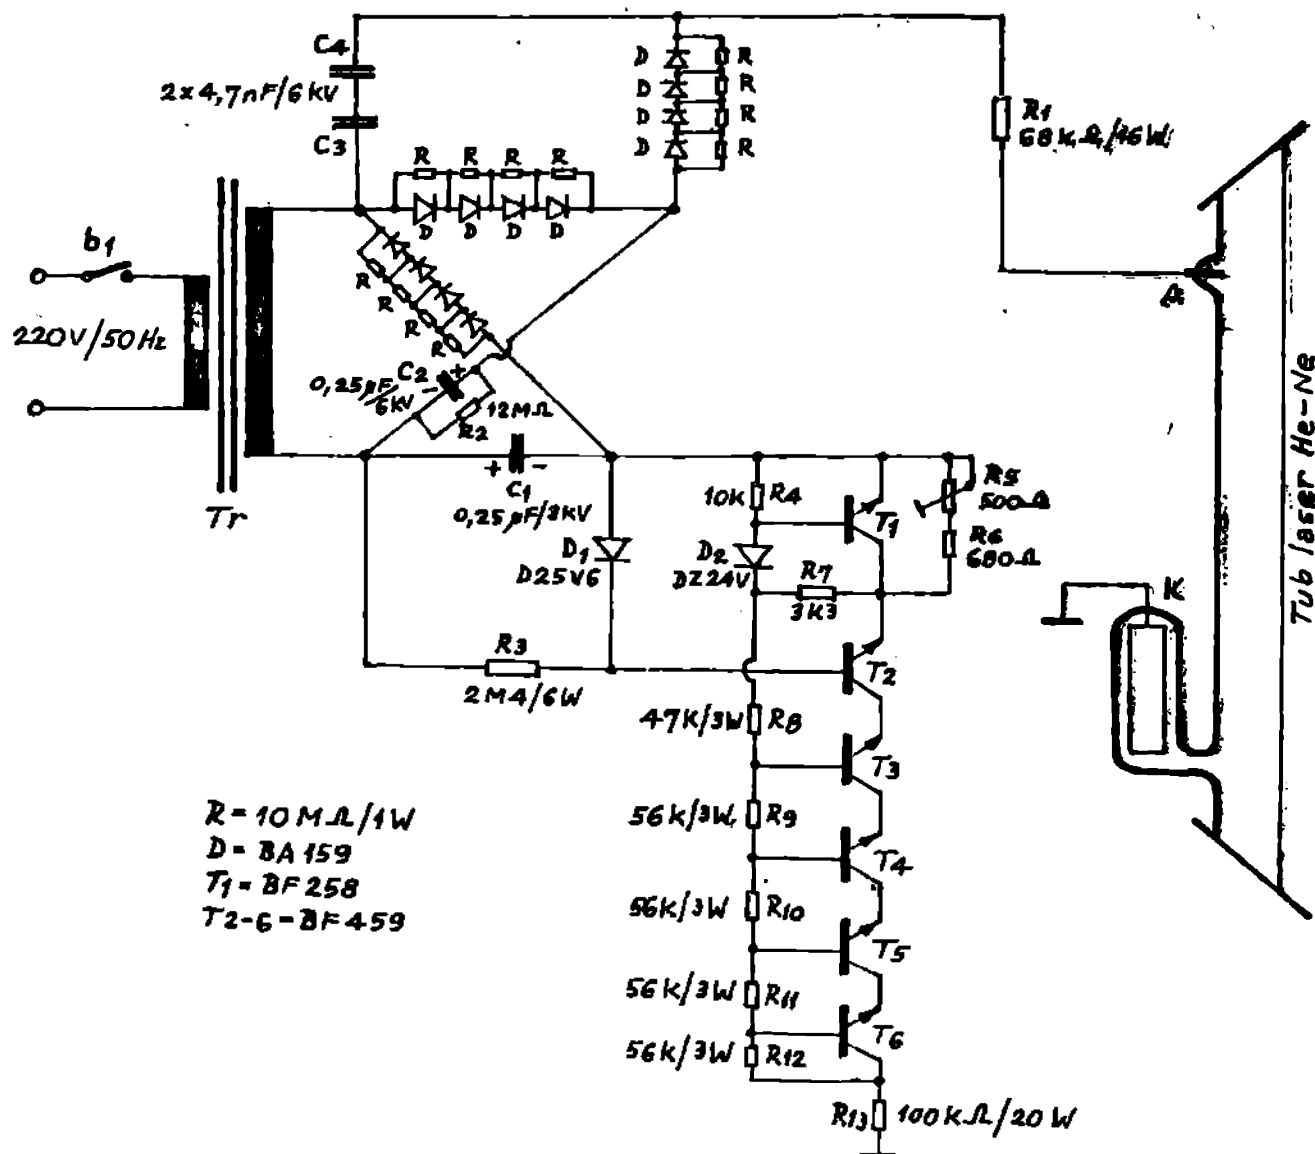 C4
2x4,7nF/6kV
C3
D R
D R
D R
D R
R R R R
D D D D
R1
68KΩ/16W
b1
220V/50Hz
Tr
R
R
R
R
C2
+
-
0,25µF/6kV
12MΩ
R2
+ -
C1
0,25µF/3KV
D1
D25V6
10K R4
D2
DZ24V
T1
R5
500Ω
R6
680Ω
R7
3K3
A
K
Tub laser He-Ne
R3
2M4/6W
T2
47K/3W R8
T3
56K/3W R9
T4
56K/3W R10
T5
56K/3W R11
T6
56K/3W R12
R13 100KΩ/20W
R=10MΩ/1W
D=BA159
T1=BF258
T2-6=BF459